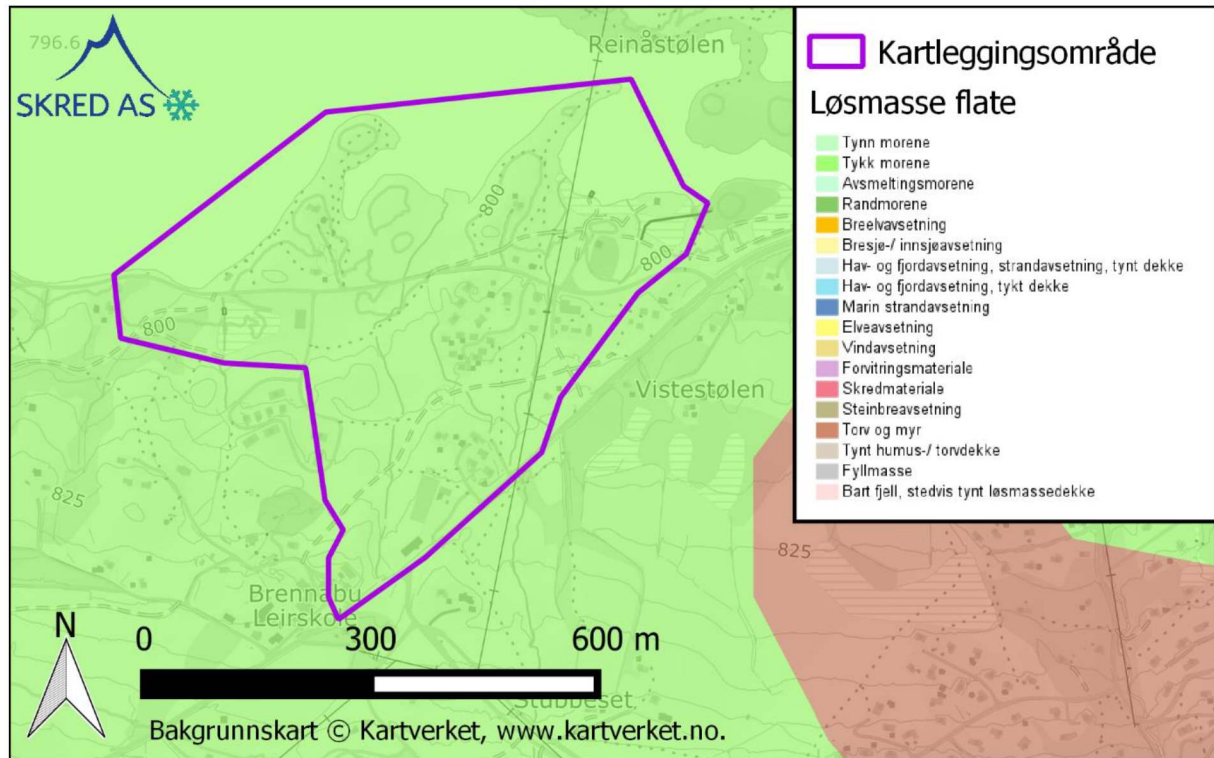 796.6
SKRED AS
Reinåstølen
800
800
800
Vistestølen
825
825
Brennabu
Leirskole
Stubbeset
N
0 300 600 m
Bakgrunnskart © Kartverket, www.kartverket.no.
Kartleggingsområde
Løsmasse flate
Tynn morene
Tykk morene
Avsmeltingsmorene
Randmorene
Breelvavsetning
Bresjø-/ innsjøavsetning
Hav- og fjordavsetning, strandavsetning, tynt dekke
Hav- og fjordavsetning, tykt dekke
Marin strandavsetning
Elveavsetning
Vindavsetning
Forvitringsmateriale
Skredmateriale
Steinbreavsetning
Torv og myr
Tynt humus-/ torvdekke
Fyllmasse
Bart fjell, stedvis tynt løsmassedekke